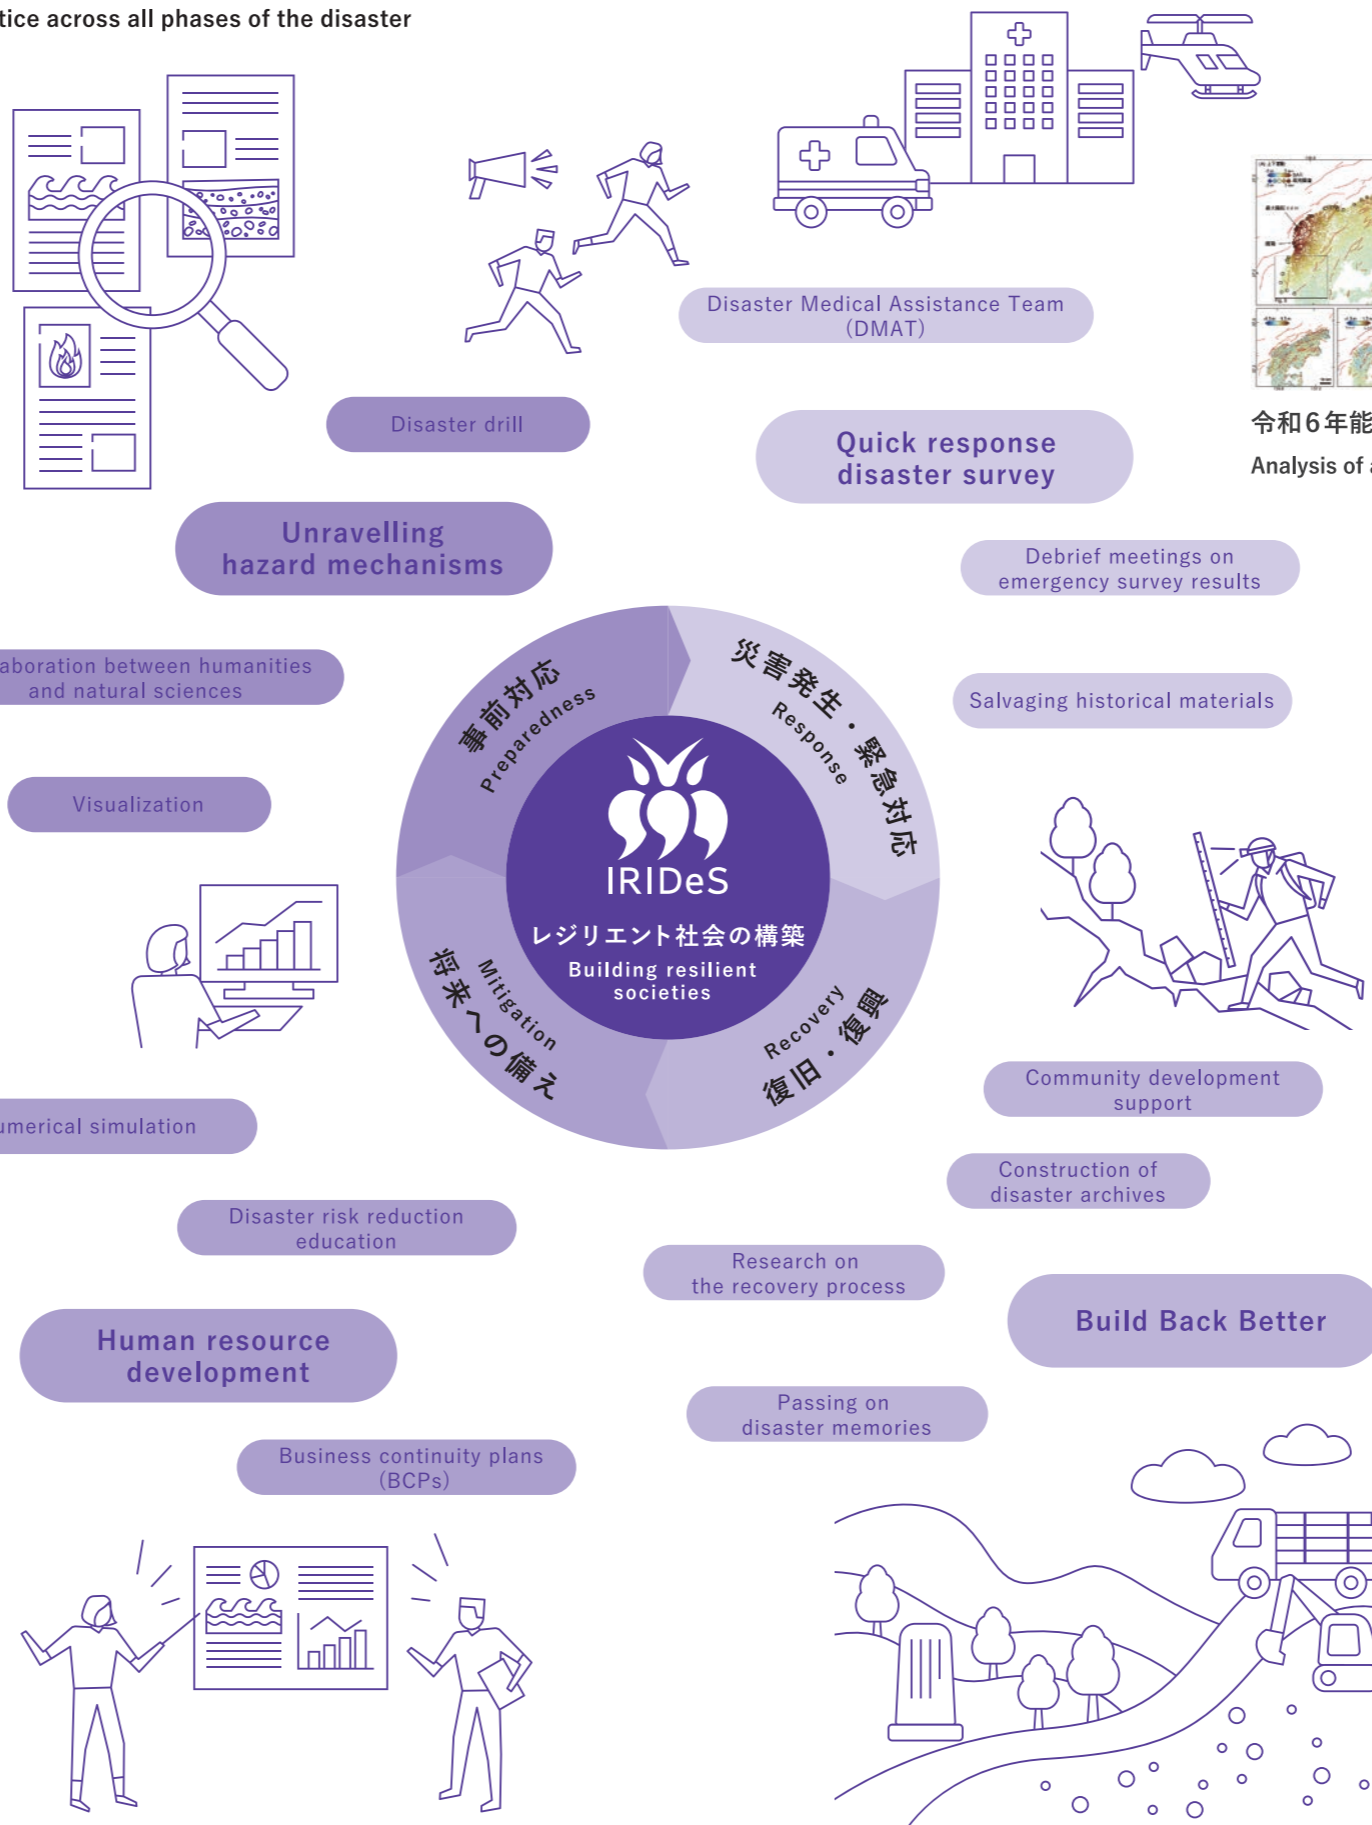 tice across all phases of the disaster
Disaster Medical Assistance Team
(DMAT)
Disaster drill
Quick response
disaster survey
令和6年能
Analysis of
Unravelling
hazard mechanisms
Debrief meetings on
emergency survey results
aboration between humanities
and natural sciences
Salvaging historical materials
Visualization
事前対応
Preparedness
災害発生・緊急対応
Response
IRIDeS
レジリエント社会の構築
Building resilient
societies
将来への備え
Mitigation
Recovery
復旧・復興
Community development
support
umerical simulation
Construction of
disaster archives
Disaster risk reduction
education
Research on
the recovery process
Build Back Better
Human resource
development
Passing on
disaster memories
Business continuity plans
(BCPs)